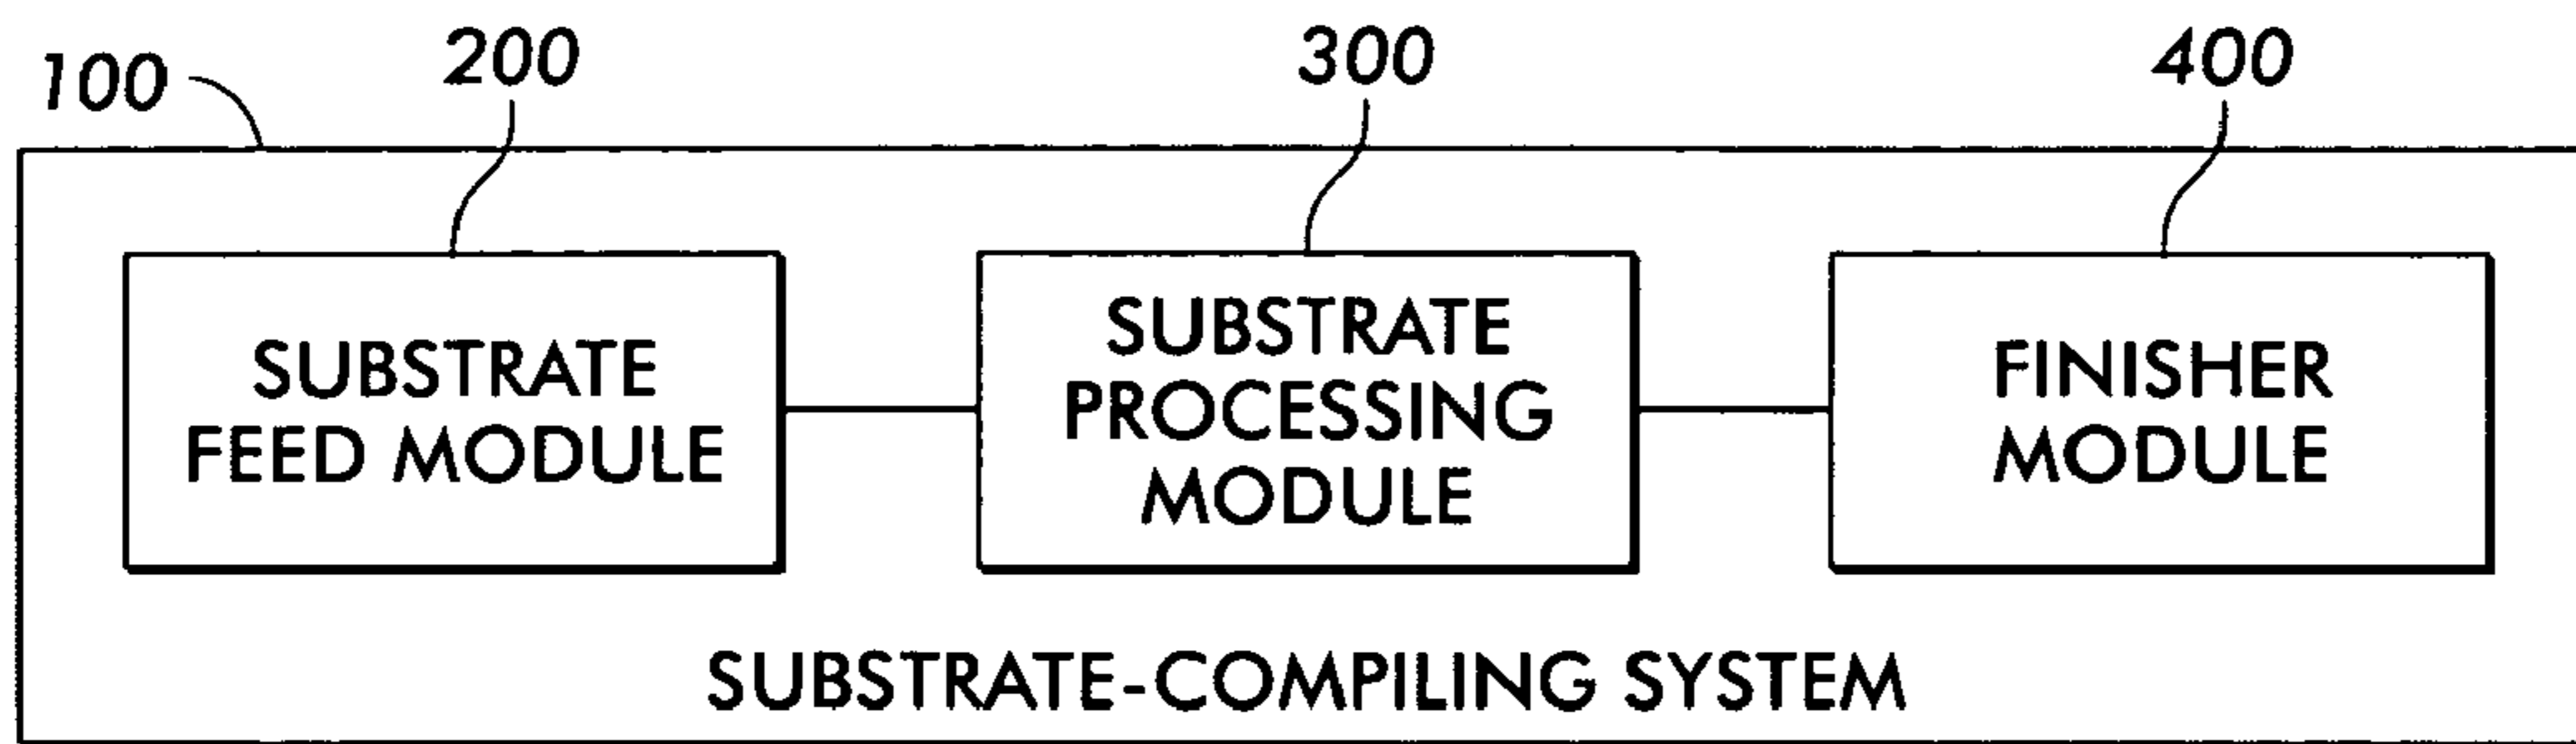 100
200
300
400
SUBSTRATE
FEED MODULE
SUBSTRATE
PROCESSING
MODULE
FINISHER
MODULE
SUBSTRATE-COMPILING SYSTEM